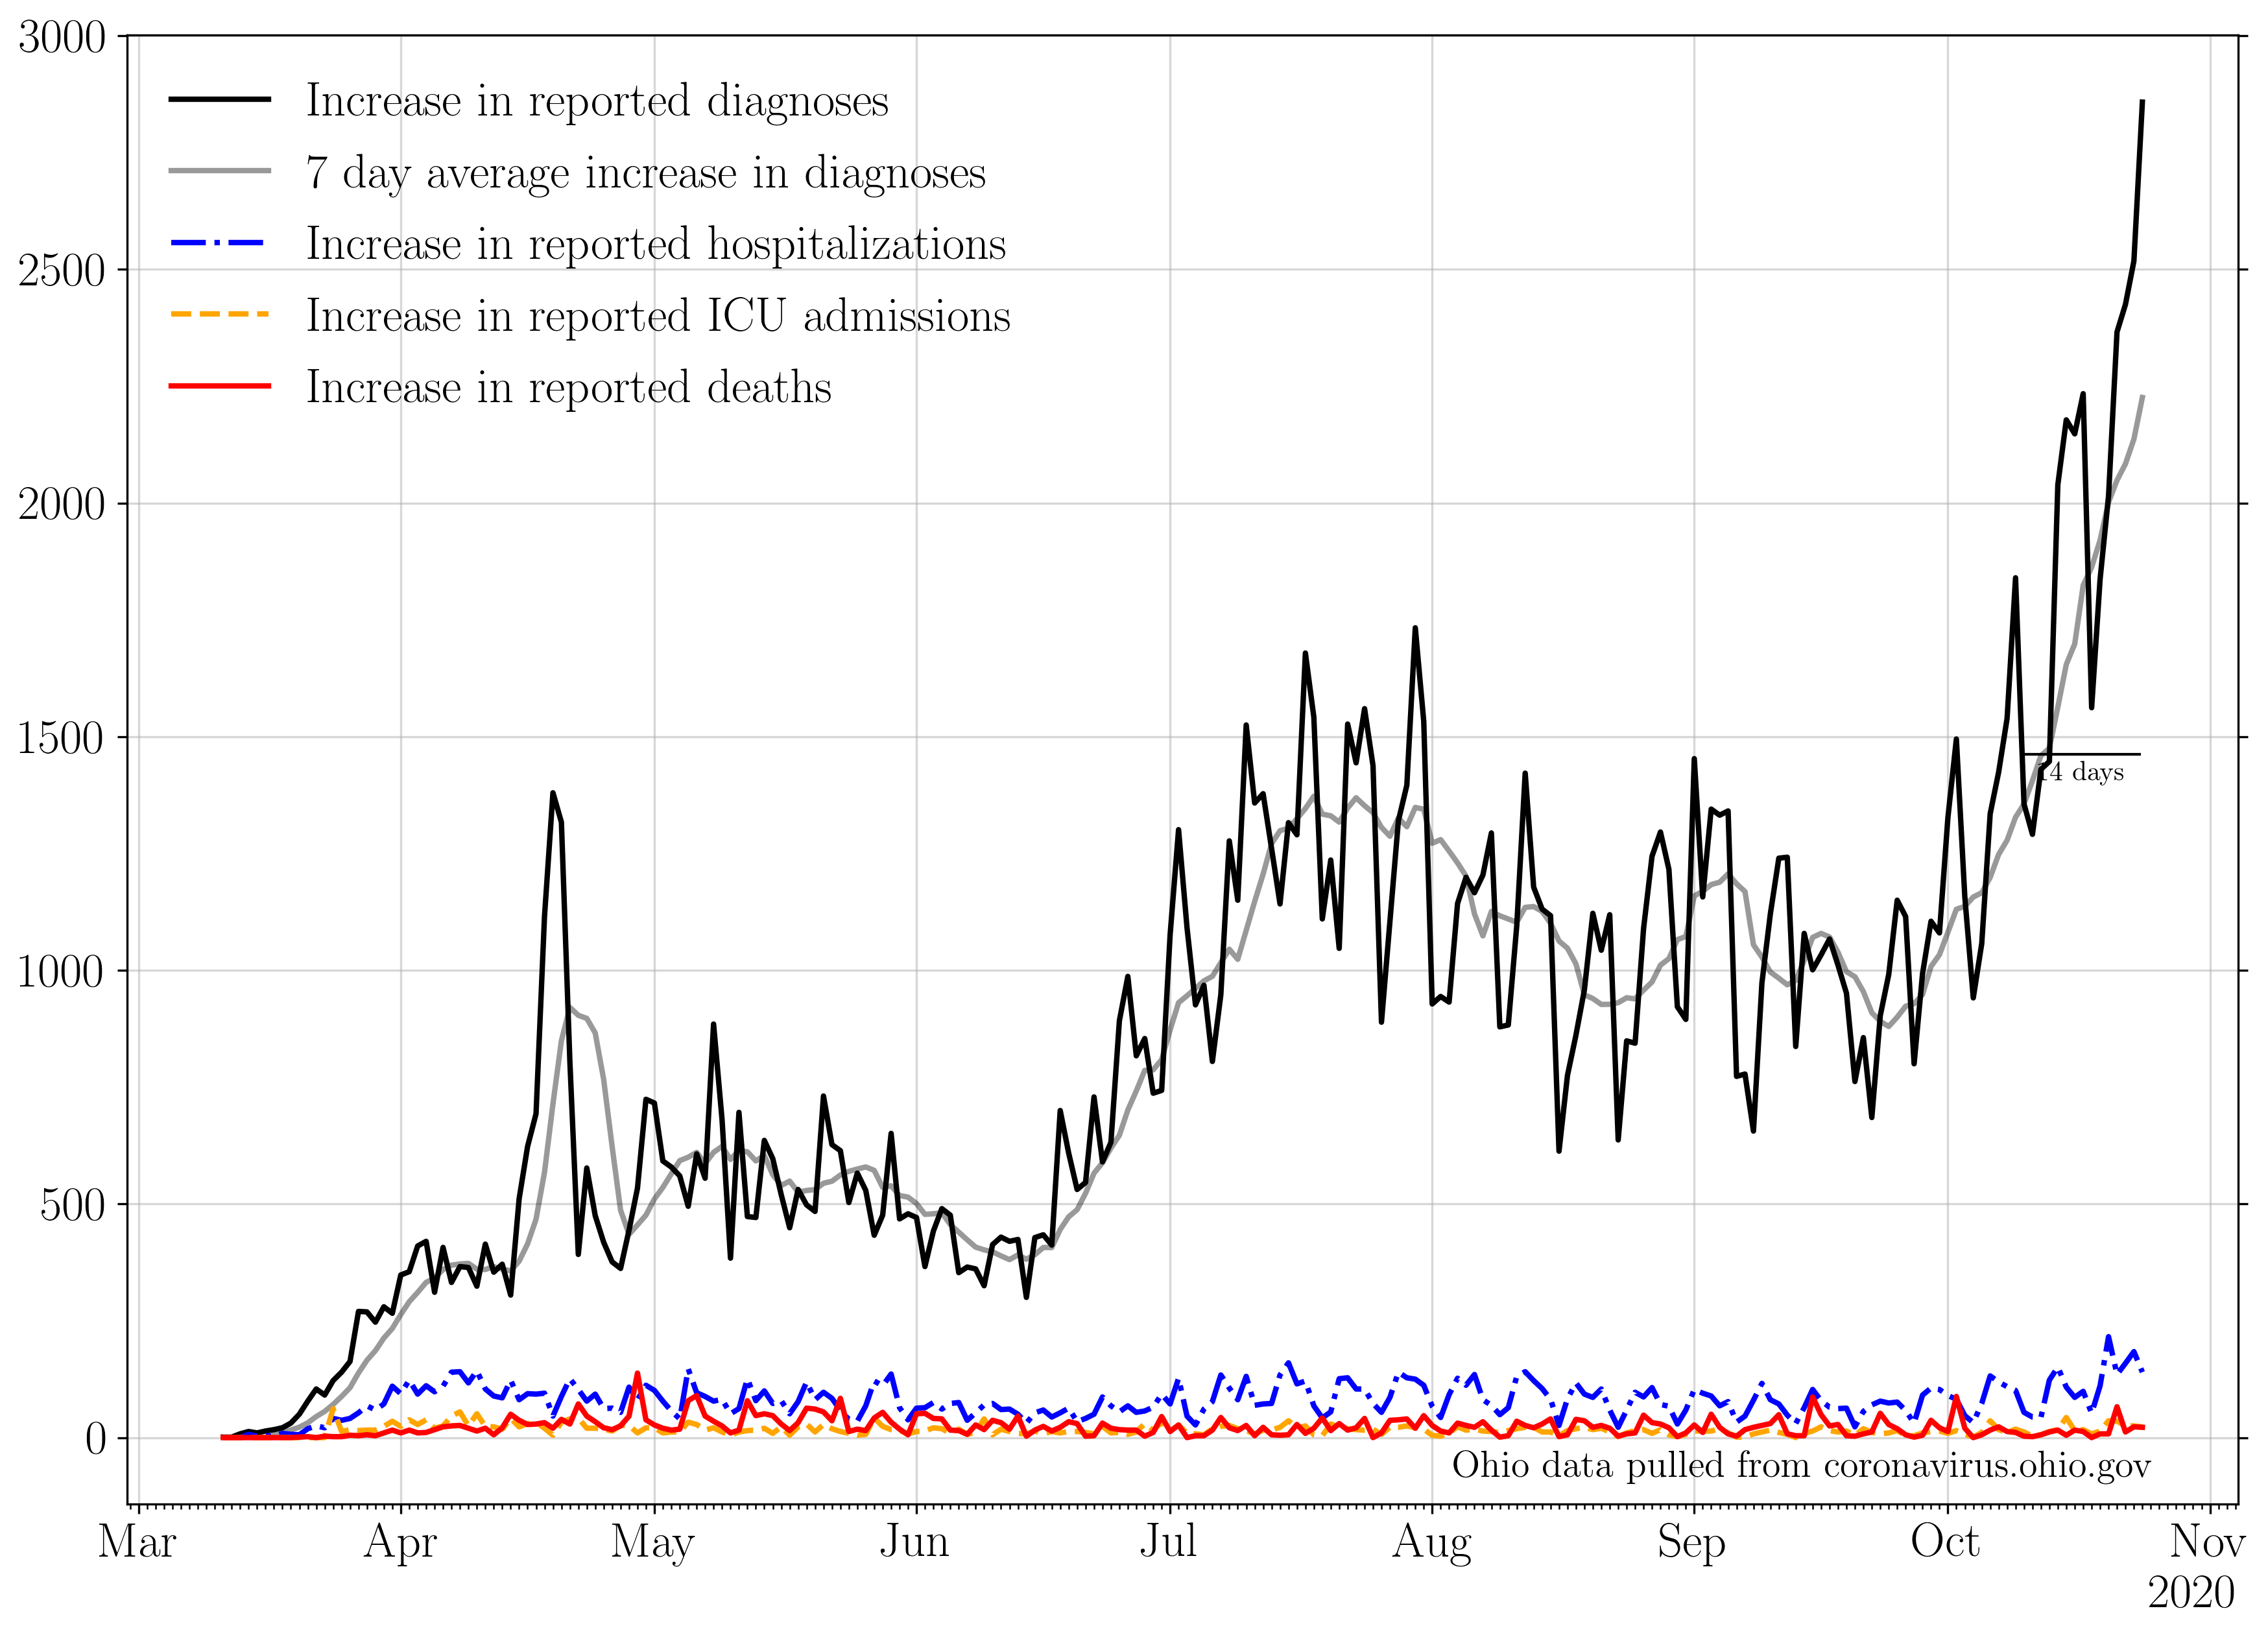 3000
Increase in reported diagnoses
7 day average increase in diagnoses
Increase in reported hospitalizations
2500
Increase in reported ICU admissions
Increase in reported deaths
2000
1500
14 days
1000
500
0
Ohio data pulled from coronavirus.ohio.gov
Mar Apr May Jun Jul Aug Sep Oct Nov
2020